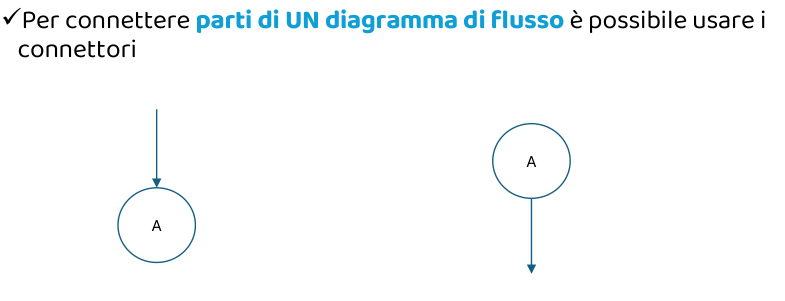 ✓Per connettere parti di UN diagramma di flusso è possibile usare i
connettori
A
A